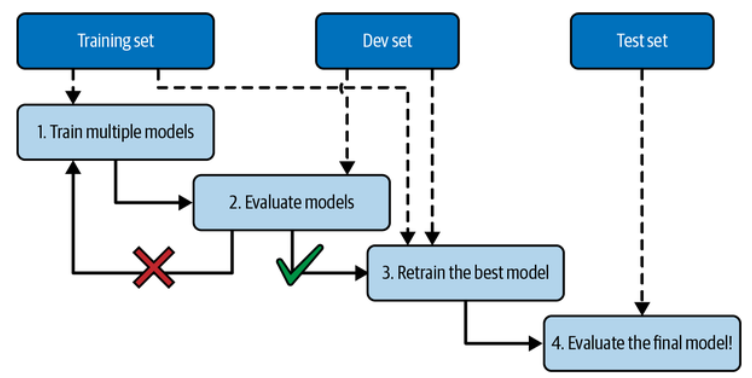 Training set
Dev set
Test set
1. Train multiple models
2. Evaluate models
3. Retrain the best model
4. Evaluate the final model!